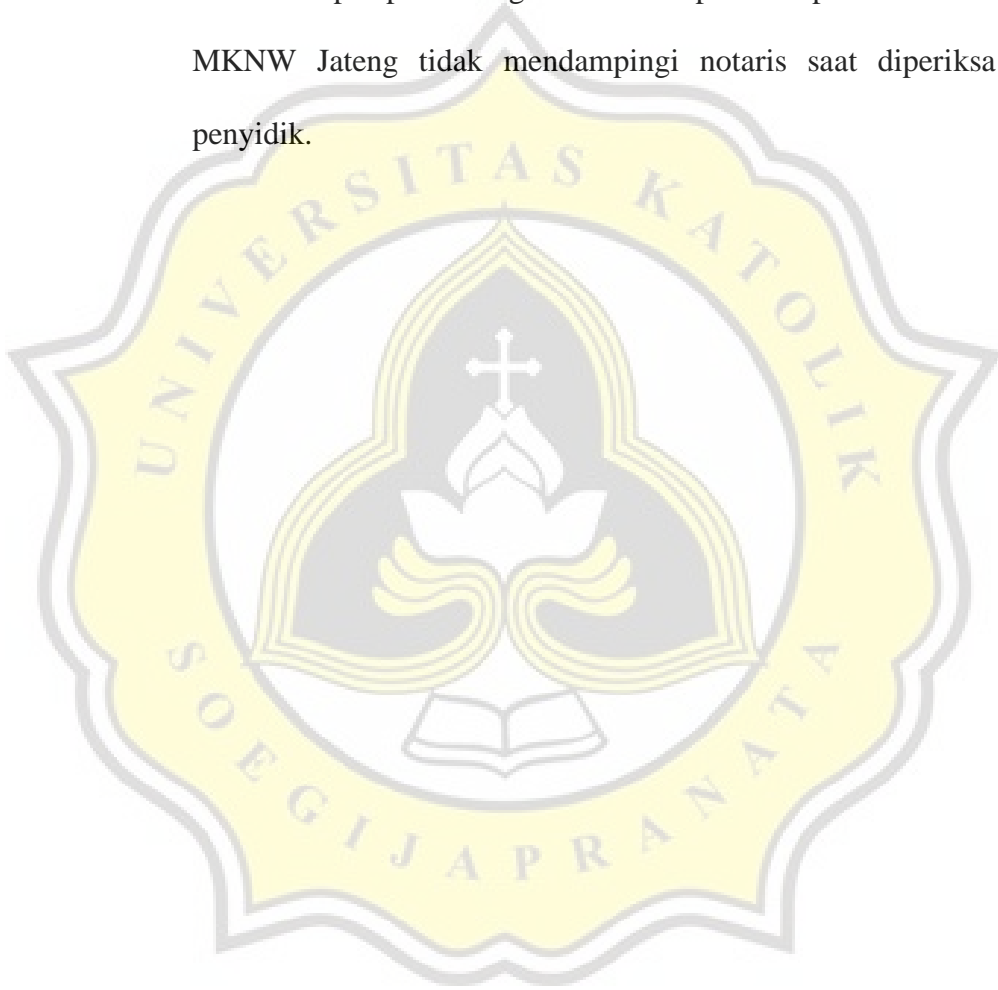 MKNW Jateng tidak mendampingi notaris saat diperiksa
penyidik.
UNIVERSITAS KATOLIK
SOEGIJAPRANATA